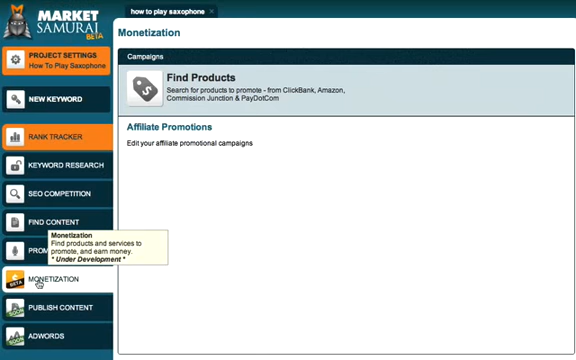 MARKET
SAMURAI
BETA
how to play saxophone
Monetization
PROJECT SETTINGS
How To Play Saxophone
Campaigns
Find Products
Search for products to promote - from ClickBank, Amazon,
Commission Junction & PayDotCom
NEW KEYWORD
Affiliate Promotions
Edit your affiliate promotional campaigns
RANK TRACKER
KEYWORD RESEARCH
SEO COMPETITION
FIND CONTENT
Monetization
Find products and services to
promote, and earn money.
* Under Development *
PROM
MONETIZATION
BETA
PUBLISH CONTENT
ADWORDS